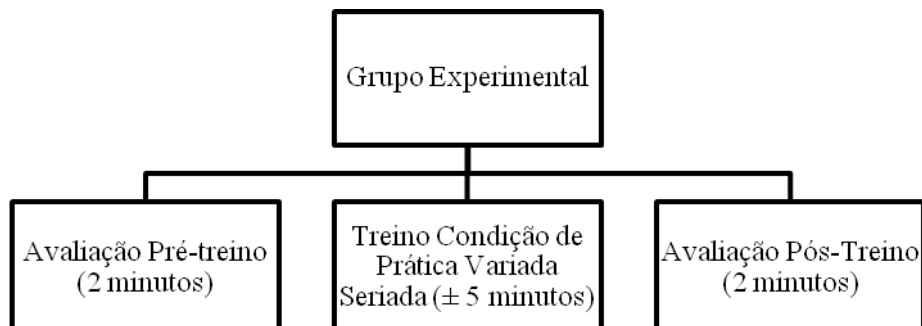 Grupo Experimental
Avaliação Pré-treino
(2 minutos)
Treino Condição de
Prática Variada
Seriada (± 5 minutos)
Avaliação Pós-Treino
(2 minutos)